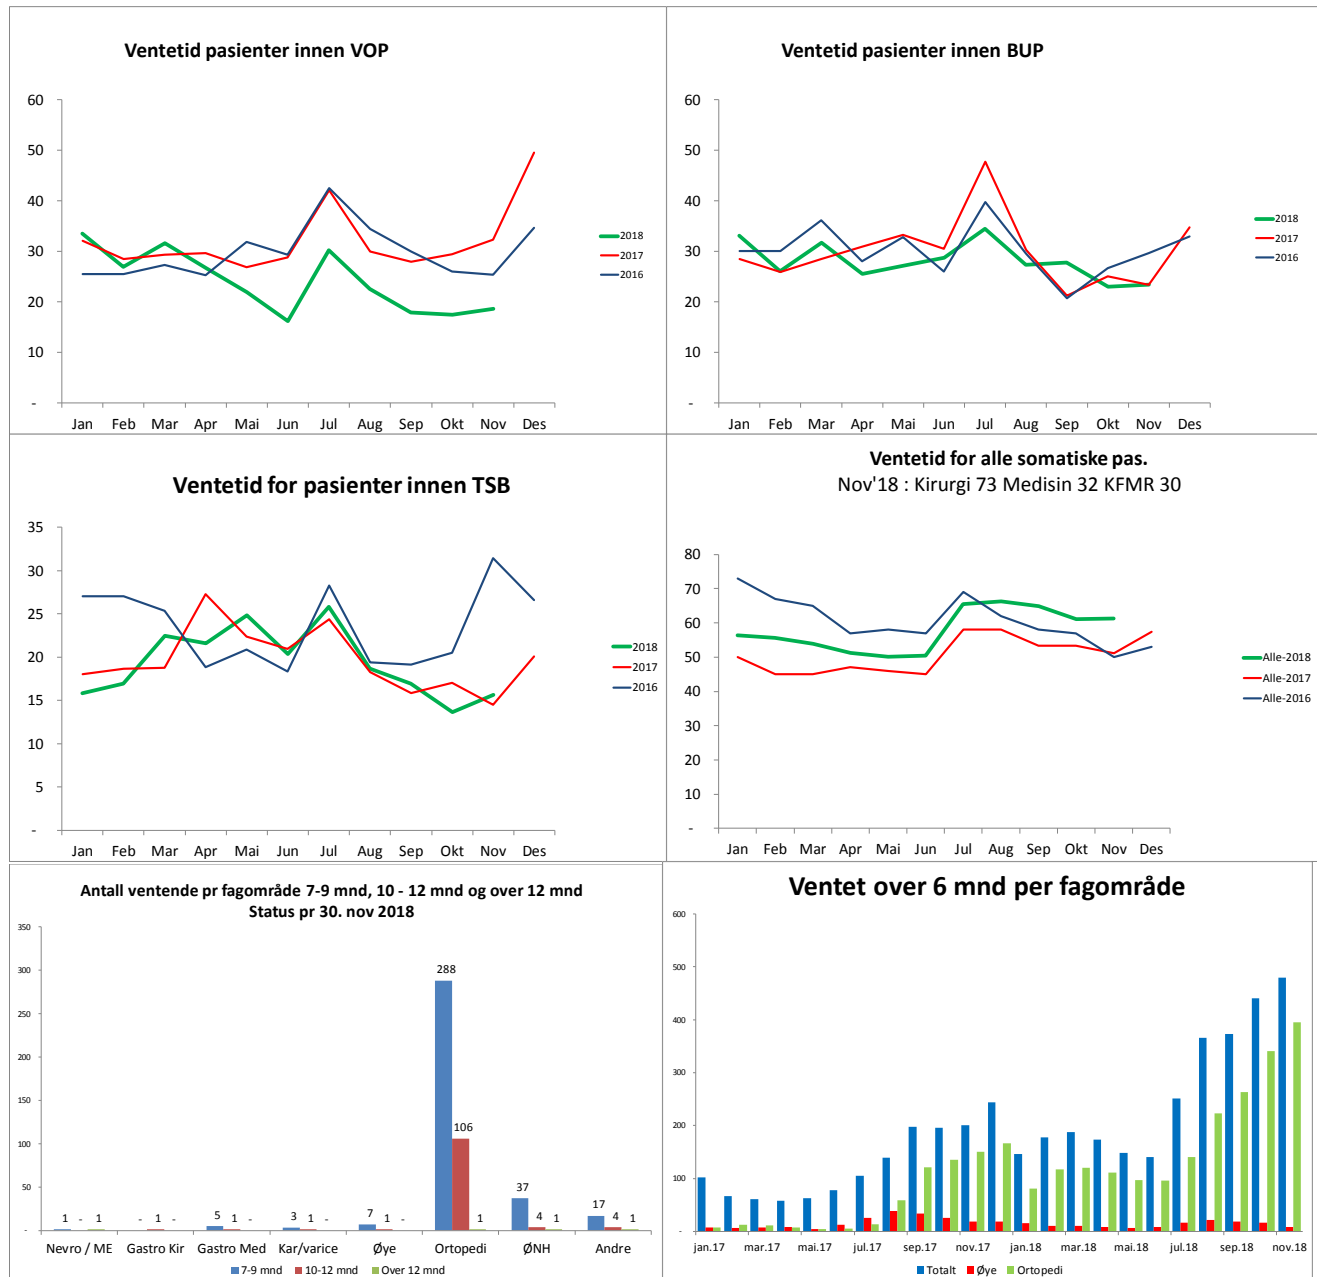 Ventetid pasienter innen VOP
60
50
40
30
20
10
-
Jan Feb Mar Apr Mai Jun Jul Aug Sep Okt Nov Des
2018
2017
2016
Ventetid pasienter innen BUP
60
50
40
30
20
10
-
Jan Feb Mar Apr Mai Jun Jul Aug Sep Okt Nov Des
2018
2017
2016
Ventetid for pasienter innen TSB
35
30
25
20
15
10
5
-
Jan Feb Mar Apr Mai Jun Jul Aug Sep Okt Nov Des
2018
2017
2016
Ventetid for alle somatiske pas.
Nov'18 : Kirurgi 73 Medisin 32 KFMR 30
80
70
60
50
40
30
20
10
-
Jan Feb Mar Apr Mai Jun Jul Aug Sep Okt Nov Des
Alle-2018
Alle-2017
Alle-2016
Antall ventende pr fagområde 7-9 mnd, 10 - 12 mnd og over 12 mnd
Status pr 30. nov 2018
350
300
250
200
150
100
50
-
1 - 1 - 1 - 5 1 - 3 1 - 7 1 - 288 106 1 37 4 1 17 4 1
Nevro / ME Gastro Kir Gastro Med Kar/varice Øye Ortopedi ØNH Andre
7-9 mnd 10-12 mnd Over 12 mnd
Ventet over 6 mnd per fagområde
600
500
400
300
200
100
-
jan.17 mar.17 mai.17 jul.17 sep.17 nov.17 jan.18 mar.18 mai.18 jul.18 sep.18 nov.18
Totalt Øye Ortopedi